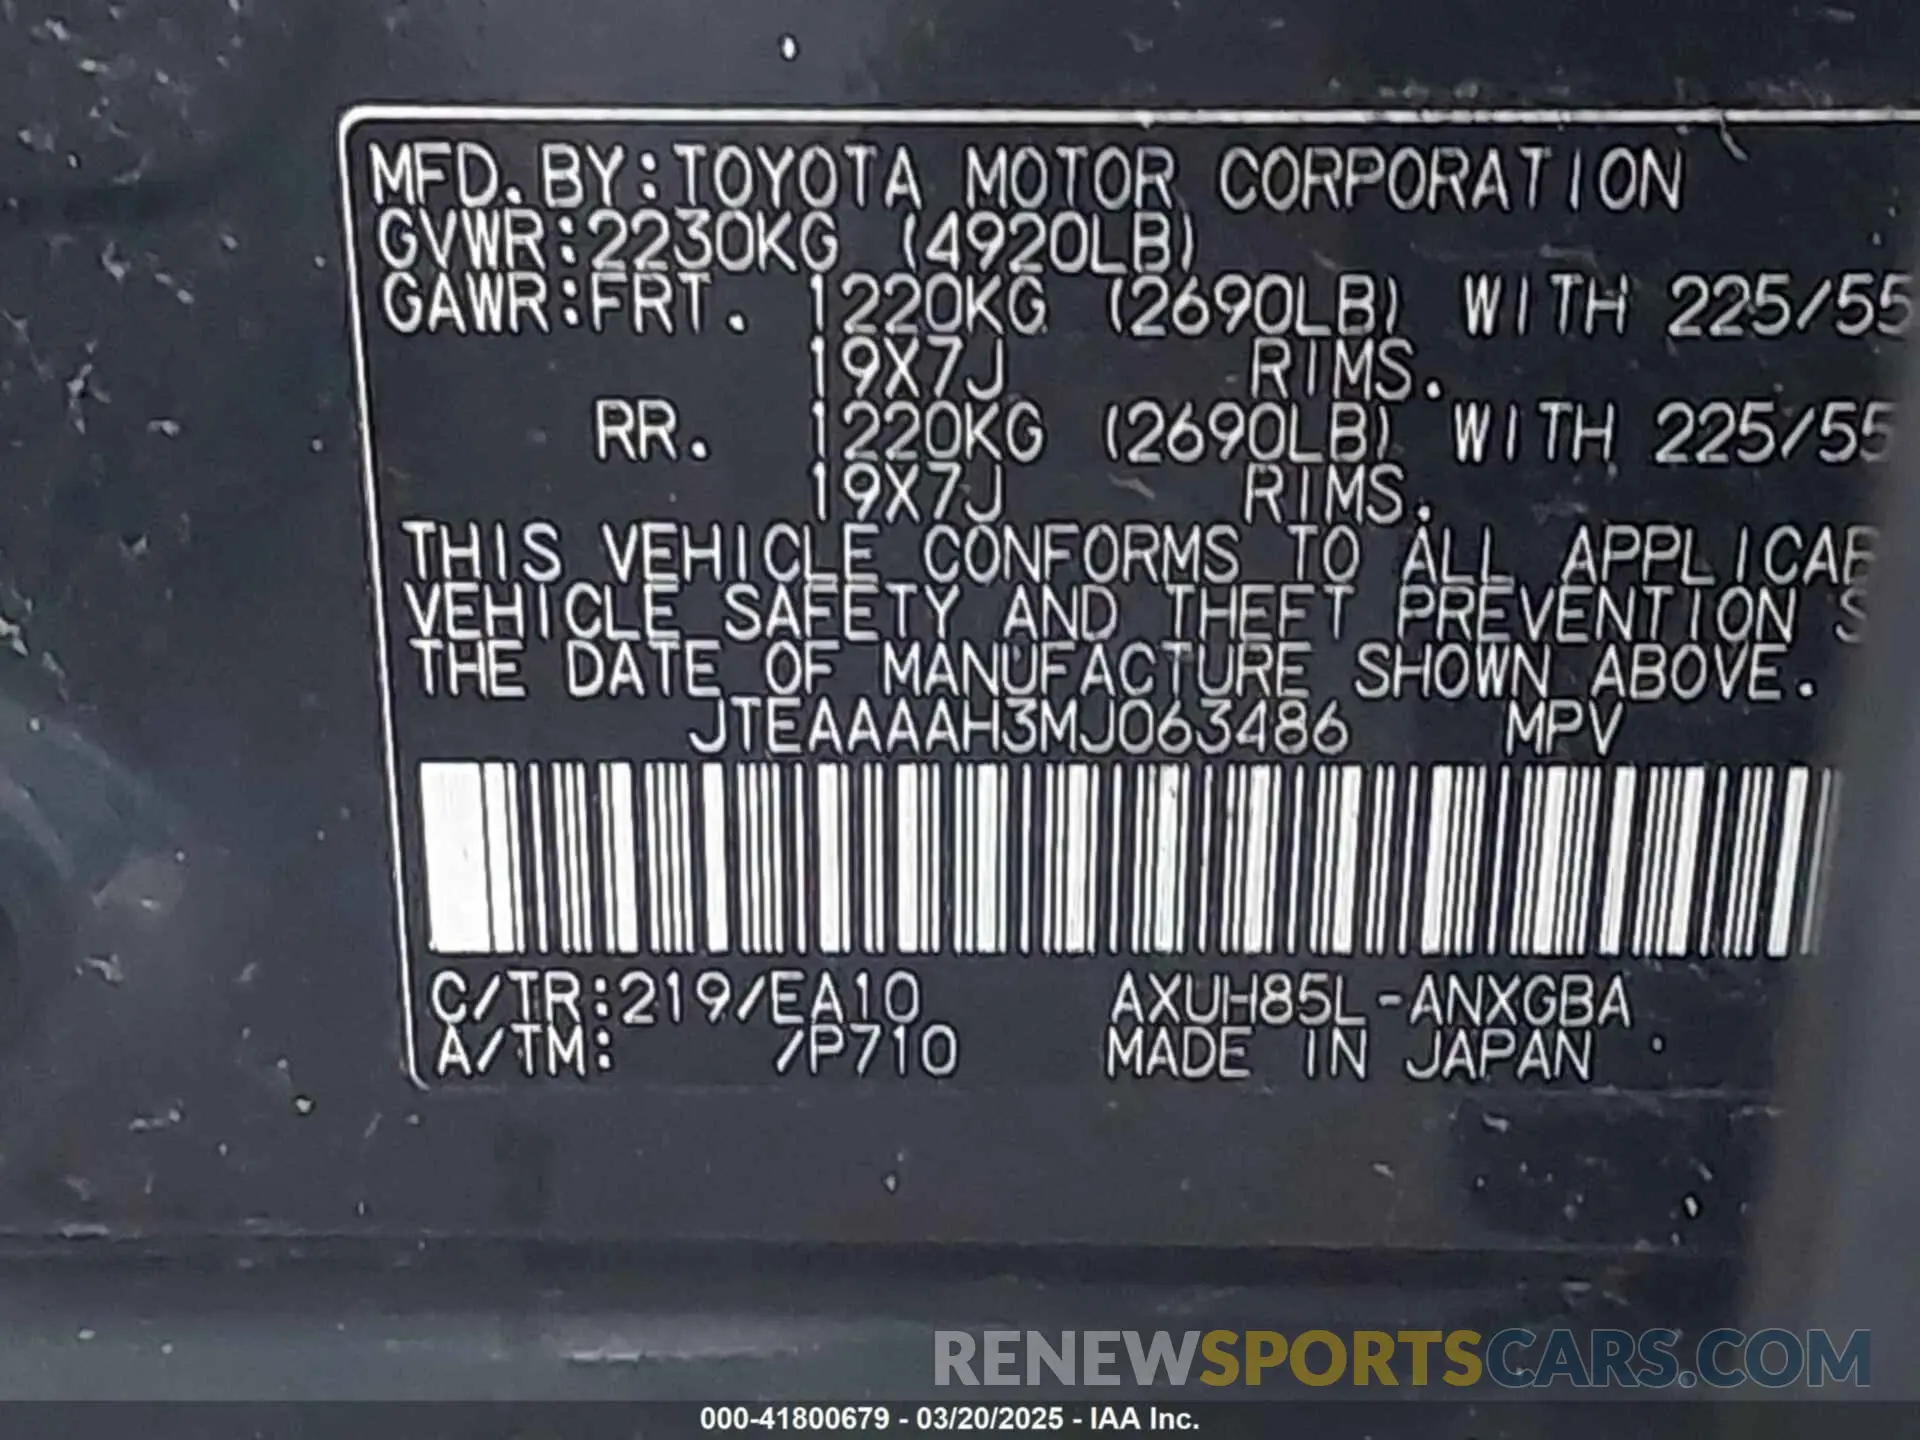 MFD. BY: TOYOTA MOTOR CORPORATION
GVWR: 2230KG (4920LB)
GAWR: FRT. 1220KG (2690LB) WITH 225/55
19X7J RIMS.
RR. 1220KG (2690LB) WITH 225/55
19X7J RIMS.
THIS VEHICLE CONFORMS TO ALL
VEHICLE SAFETY AND THEFT PREVENTION
THE DATE OF MANUFACTURE SHOWN ABOVE.
JTEAAAAH3MJ063486 MPV
C/TR: 219/EA10 AXUH85L-ANXGBA
A/TM: /P710 MADE IN JAPAN
RENEWSPORTSCARS.COM
000-41800679 - 03/20/2025 - IAA Inc.